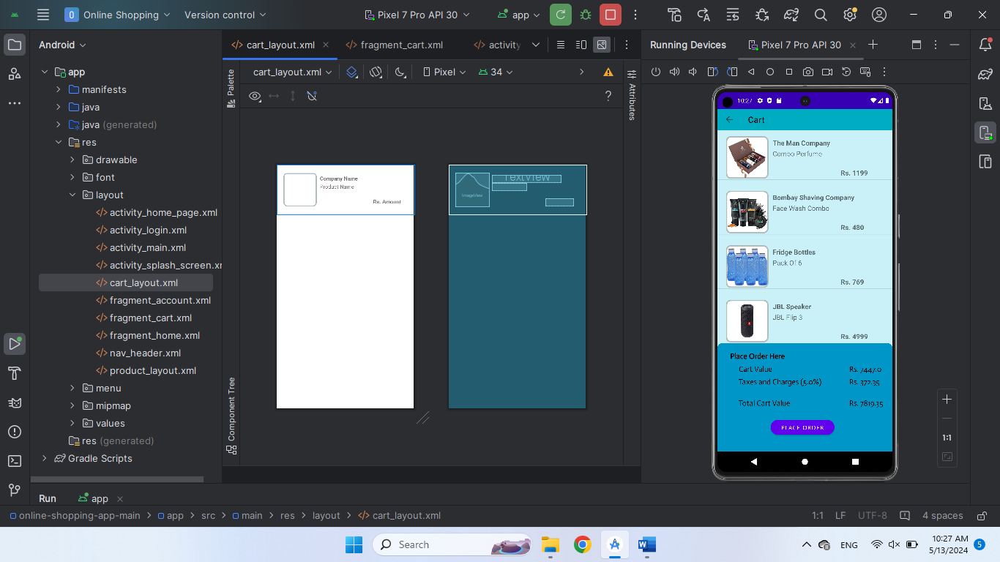 O Online Shopping Version control Pixel 7 Pro API 30 app
Android
cart_layout.xml fragment_cart.xml activity
Running Devices Pixel 7 Pro API 30
cart_layout.xml Pixel 34
Palette
Attributes
Component Tree
?
app
manifests
java
java (generated)
res
drawable
font
layout
activity_home_page.xml
activity_login.xml
activity_main.xml
activity_splash_screen.xm
cart_layout.xml
fragment_account.xml
fragment_cart.xml
fragment_home.xml
nav_header.xml
product_layout.xml
menu
mipmap
values
res (generated)
Gradle Scripts
Company Name
Product Name
Rs. Amount
TextView
ImageView
10:27
Cart
The Man Company
Combo Perfume
Rs. 1199
Bombay Shaving Company
Face Wash Combo
Rs. 480
Fridge Bottles
Pack Of 6
Rs. 769
JBL Speaker
JBL Flip 3
Rs. 4999
Place Order Here
Cart Value Rs. 7447.0
Taxes and Charges (5.0%) Rs. 372.35
Total Cart Value Rs. 7819.35
PLACE ORDER
1:1
Run app
online-shopping-app-main > app > src > main > res > layout > cart_layout.xml
1:1 LF UTF-8 4 spaces
Search
ENG
10:27 AM
5/13/2024
5